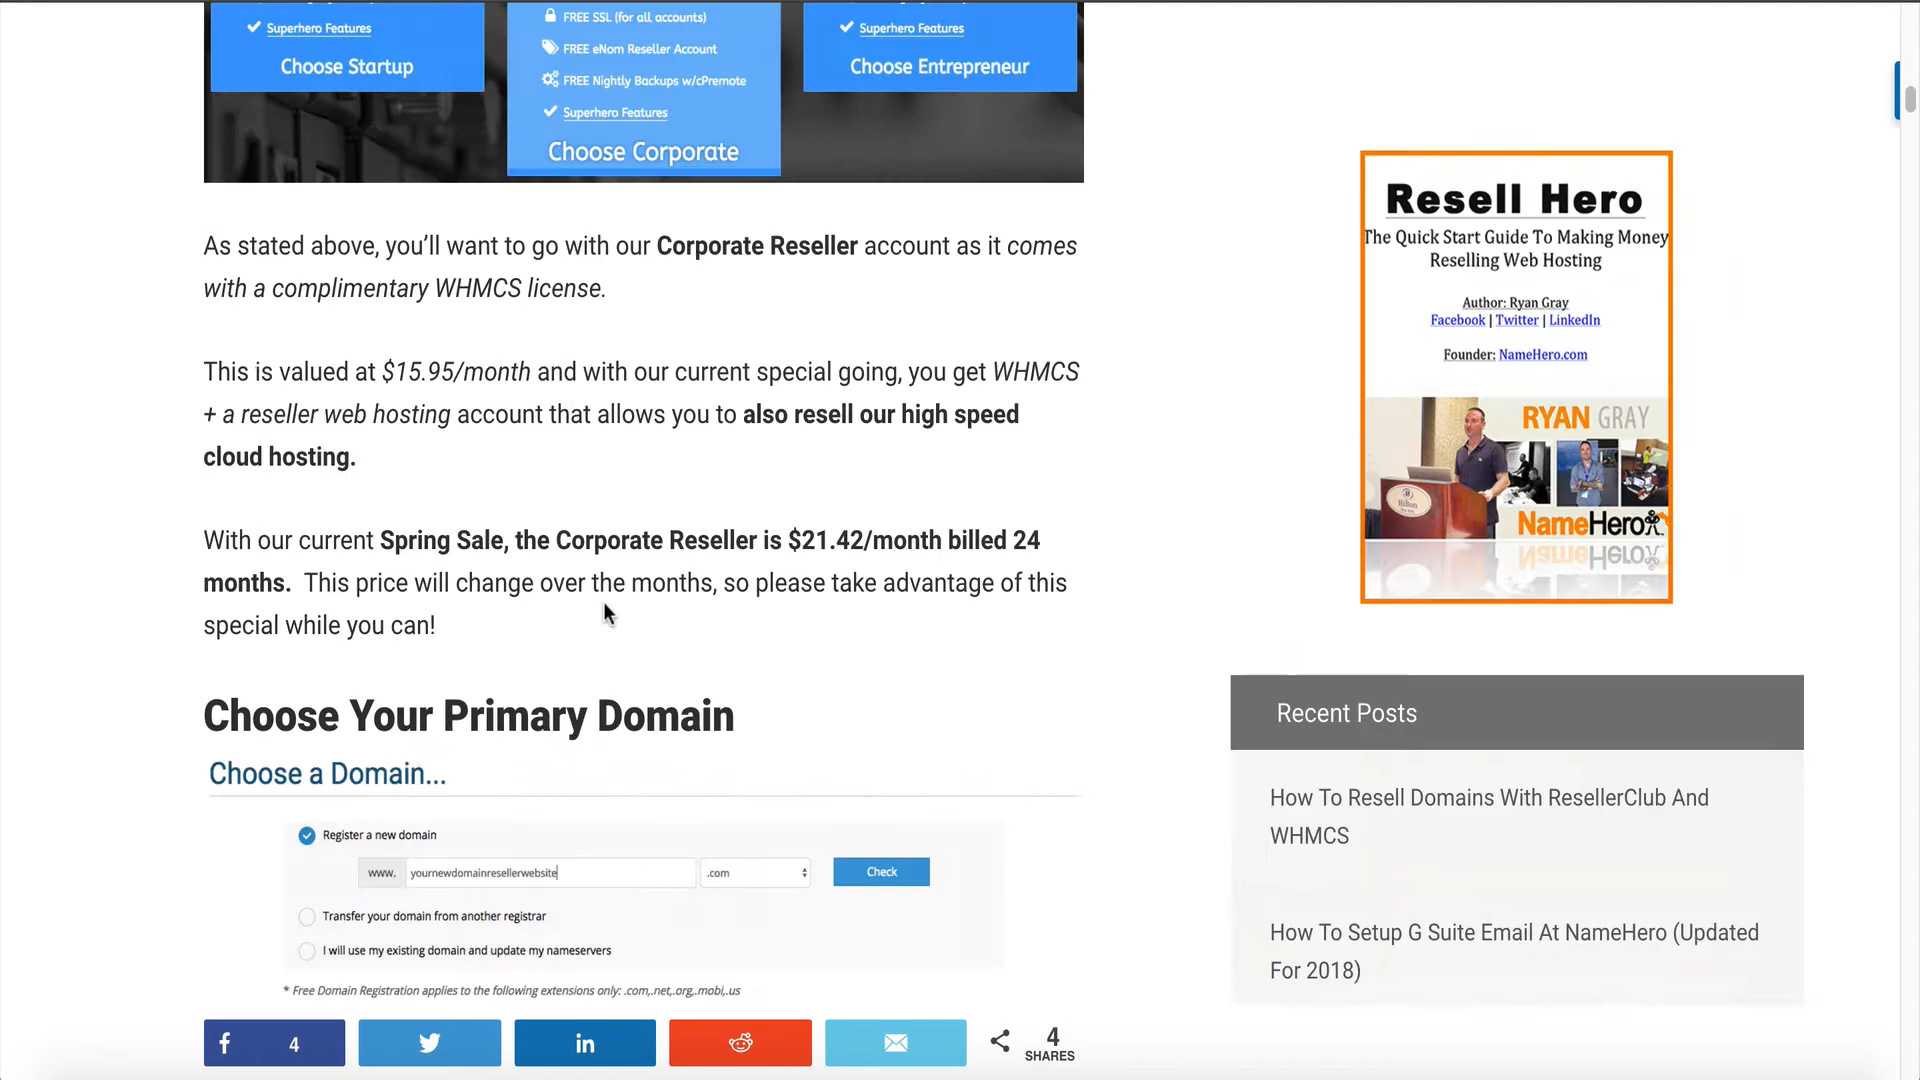 Superhero Features
Choose Startup
FREE SSL (for all accounts)
FREE eNom Reseller Account
FREE Nightly Backups w/cPremote
Superhero Features
Choose Corporate
Superhero Features
Choose Entrepreneur
As stated above, you’ll want to go with our Corporate Reseller account as it comes
with a complimentary WHMCS license.
This is valued at $15.95/month and with our current special going, you get WHMCS
+ a reseller web hosting account that allows you to also resell our high speed
cloud hosting.
With our current Spring Sale, the Corporate Reseller is $21.42/month billed 24
months.  This price will change over the months, so please take advantage of this
special while you can!
Choose Your Primary Domain
Choose a Domain...
Register a new domain
www. yournewdomainresellerwebsite .com Check
Transfer your domain from another registrar
I will use my existing domain and update my nameservers
* Free Domain Registration applies to the following extensions only: .com,.net,.org,.mobi,.us
4
4
SHARES
Resell Hero
The Quick Start Guide To Making Money
Reselling Web Hosting
Author: Ryan Gray
Facebook | Twitter | LinkedIn
Founder: NameHero.com
RYAN GRAY
Hilton
NameHero
Recent Posts
How To Resell Domains With ResellerClub And
WHMCS
How To Setup G Suite Email At NameHero (Updated
For 2018)